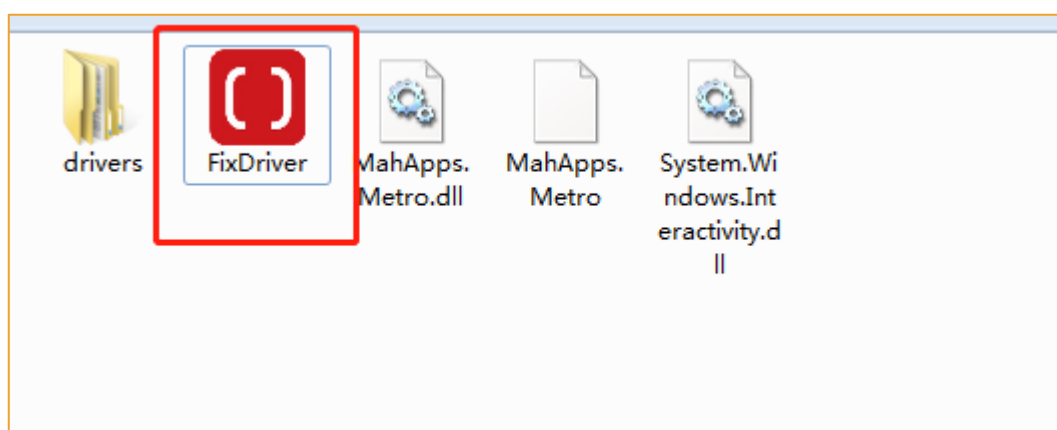 drivers
FixDriver
MahApps.
Metro.dll
MahApps.
Metro
System.Wi
ndows.Int
eractivity.d
ll